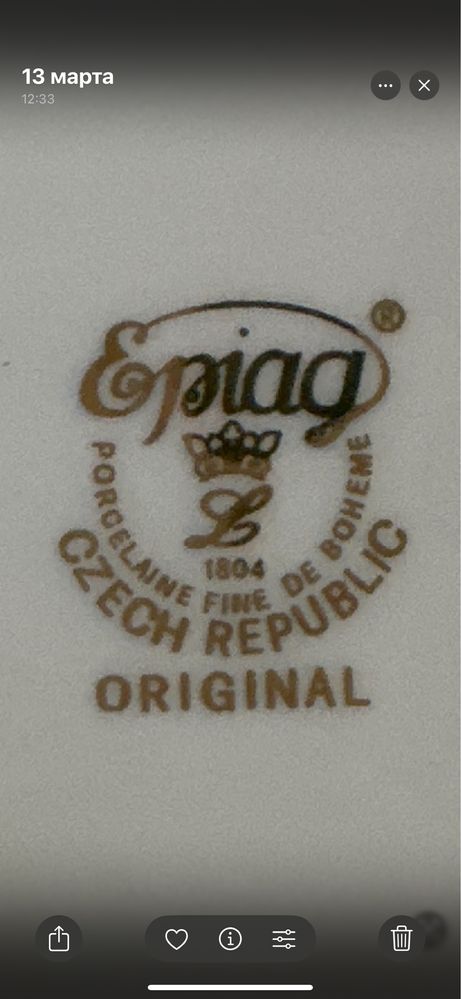 13 марта
12:33
Epiag
®
L
1804
PORCELAINE FINE DE BOHEME
CZECH REPUBLIC
ORIGINAL